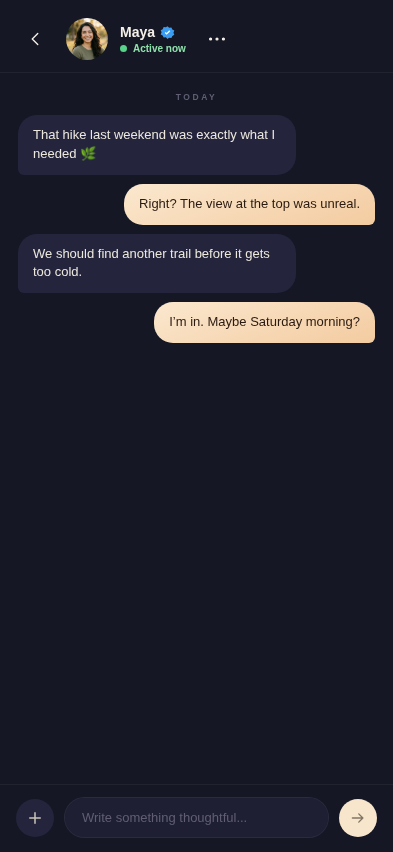 Maya
Active now
TODAY
That hike last weekend was exactly what I
needed 🌿
Right? The view at the top was unreal.
We should find another trail before it gets
too cold.
I'm in. Maybe Saturday morning?
Write something thoughtful...